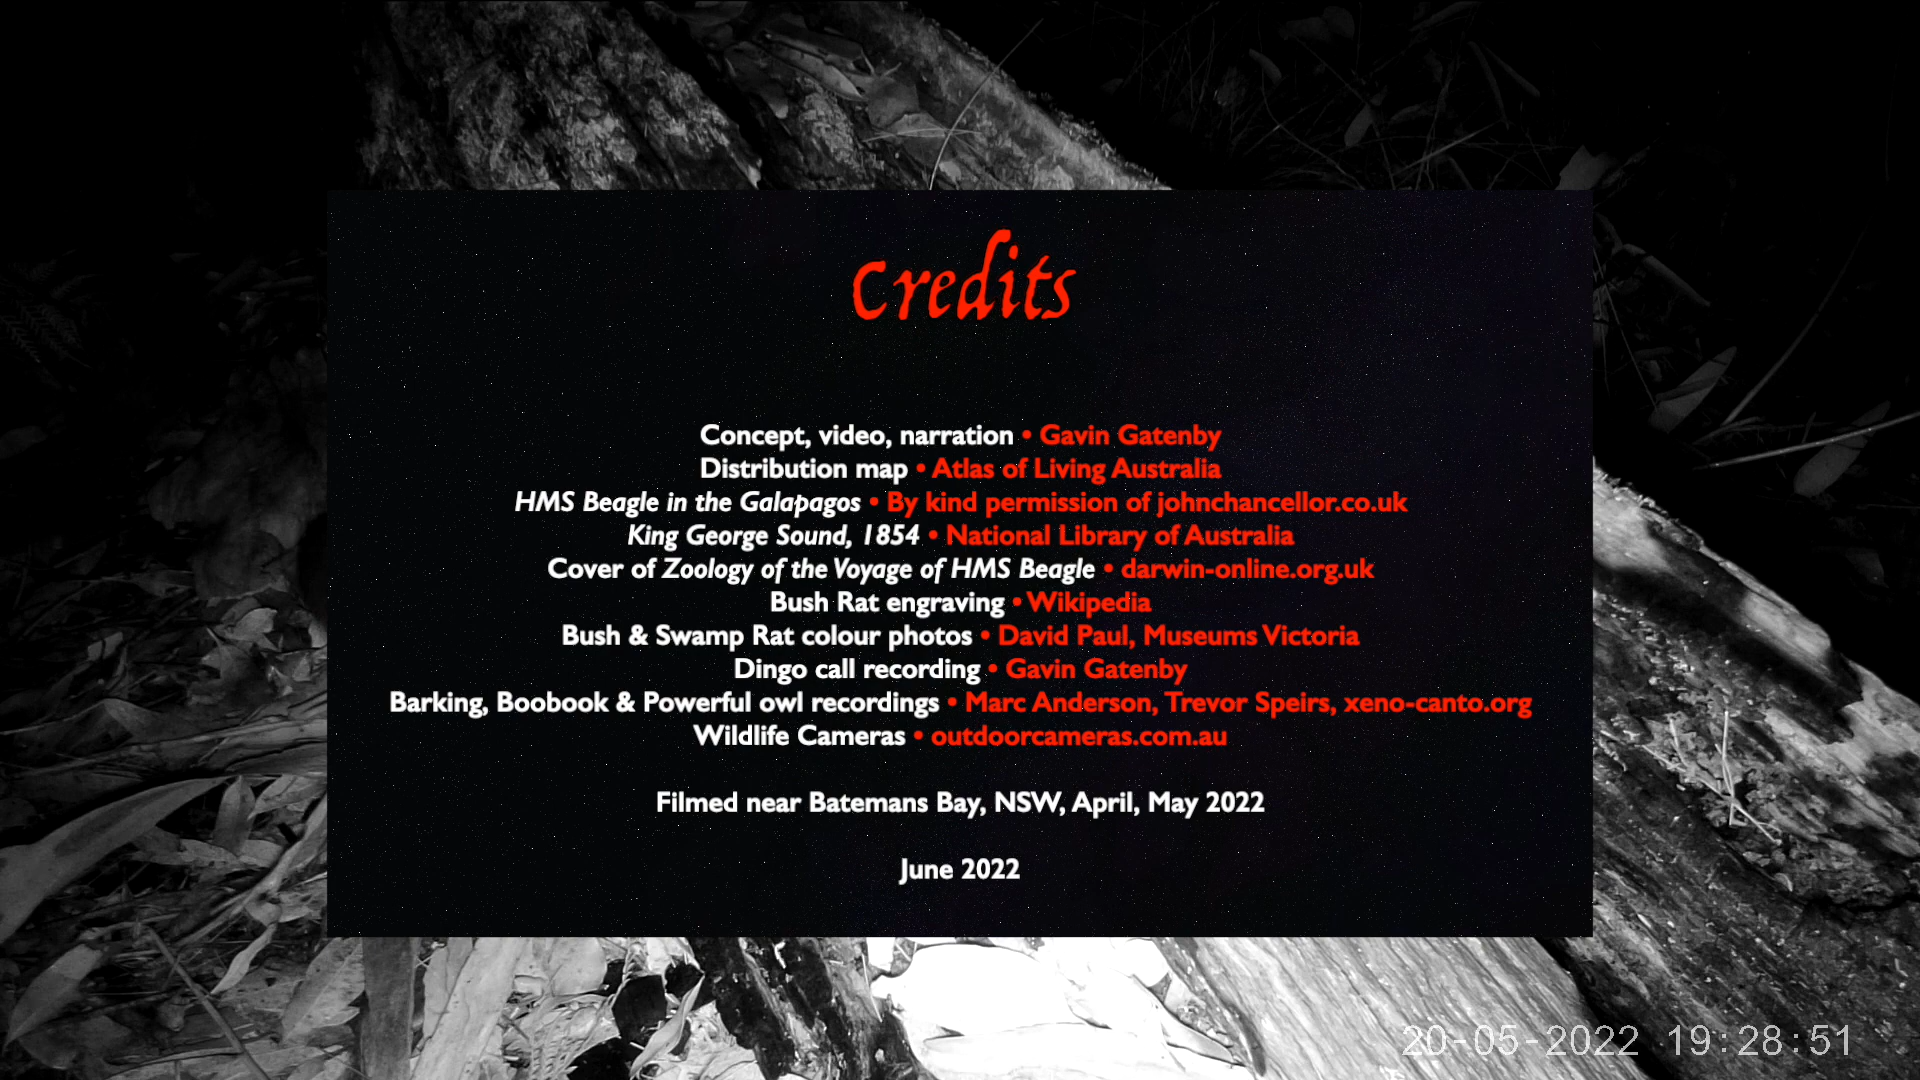 Credits
Concept, video, narration • Gavin Gatenby
Distribution map • Atlas of Living Australia
HMS Beagle in the Galapagos • By kind permission of johnchancellor.co.uk
King George Sound, 1854 • National Library of Australia
Cover of Zoology of the Voyage of HMS Beagle • darwin-online.org.uk
Bush Rat engraving • Wikipedia
Bush & Swamp Rat colour photos • David Paul, Museums Victoria
Dingo call recording • Gavin Gatenby
Barking, Boobook & Powerful owl recordings • Marc Anderson, Trevor Speirs, xeno-canto.org
Wildlife Cameras • outdoorcameras.com.au
Filmed near Batemans Bay, NSW, April, May 2022
June 2022
20-05-2022 19:28:51